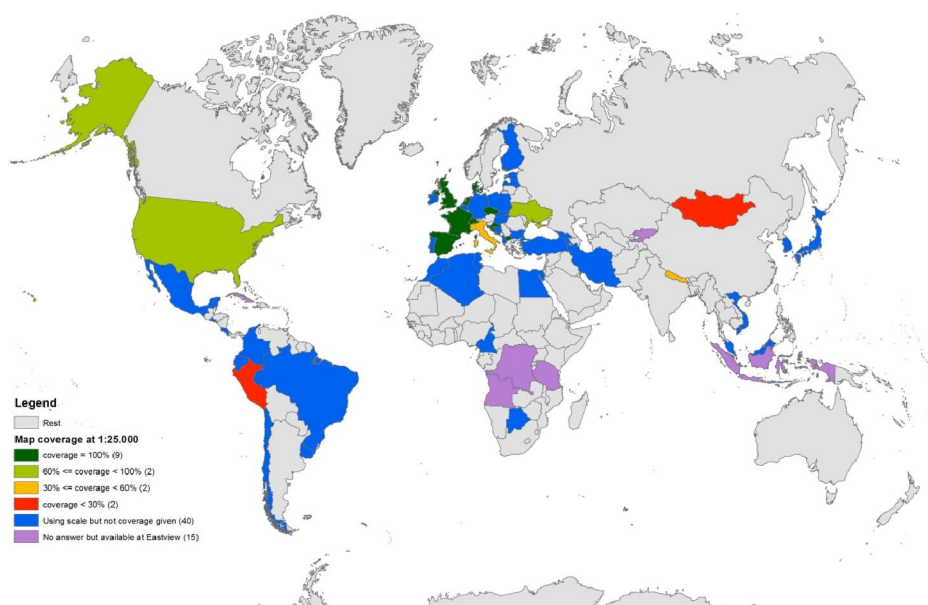 Legend
Rest
Map coverage at 1:25.000
coverage = 100% (9)
60% <= coverage < 100% (2)
30% <= coverage < 60% (2)
coverage < 30% (2)
Using scale but not coverage given (40)
No answer but available at Eastview (15)